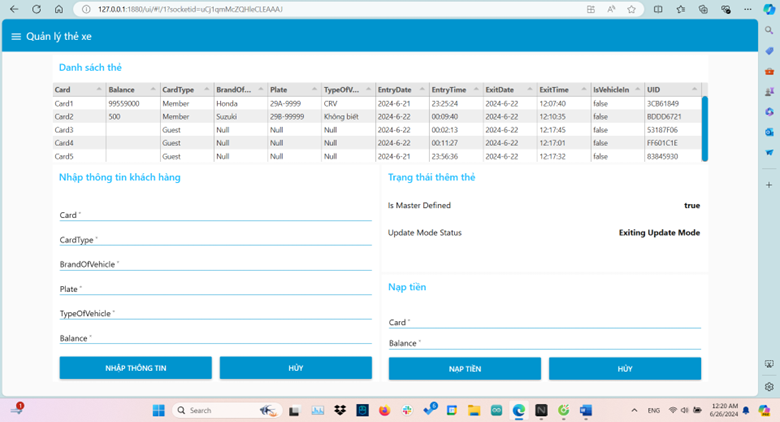 127.0.0.1:1880/ui/#!/1?socketid=uCj1qmMcZQHleCLEAAAJ
Quản lý thẻ xe
Danh sách thẻ
Card Balance CardType BrandOf... Plate TypeOfV... EntryDate EntryTime ExitDate ExitTime IsVehicleIn UID
Card1 99559000 Member Honda 29A-9999 CRV 2024-6-21 23:25:24 2024-6-22 12:07:40 false 3CB61849
Card2 500 Member Suzuki 29B-99999 Không biết 2024-6-22 00:09:40 2024-6-22 12:10:35 false BDDD6721
Card3 Guest Null Null Null 2024-6-22 00:02:13 2024-6-22 12:17:45 false 53187F06
Card4 Guest Null Null Null 2024-6-22 00:11:27 2024-6-22 12:17:01 false FF601C1E
Card5 Guest Null Null Null 2024-6-21 23:56:36 2024-6-22 12:17:32 false 83845930
Nhập thông tin khách hàng
Card *
CardType *
BrandOfVehicle *
Plate *
TypeOfVehicle *
Balance *
NHẬP THÔNG TIN HỦY
Trạng thái thêm thẻ
Is Master Defined true
Update Mode Status Exiting Update Mode
Nạp tiền
Card *
Balance *
NẠP TIỀN HỦY
1 Search ENG 12:20 AM
6/26/2024